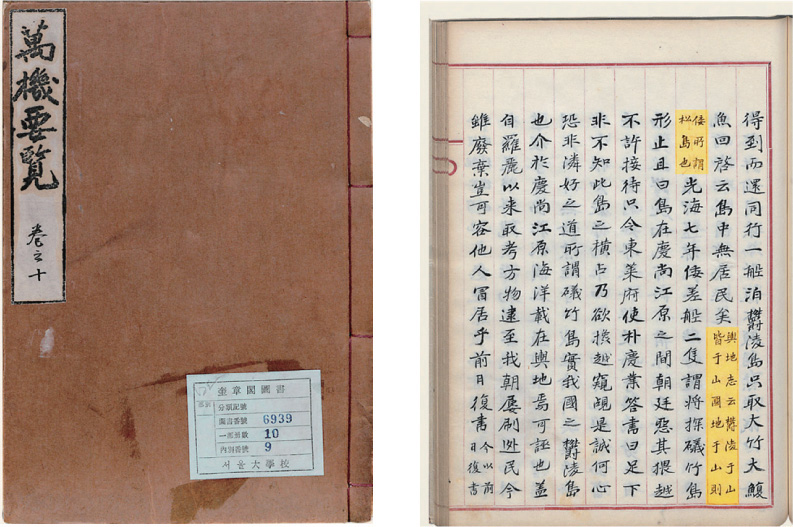 萬機要覽
卷之十
奎章閣圖書
分類記號
圖書番號 6939
一部冊數 10
內冊番號 9
서울大學校
得到而還同行一船泊欝陵島只取大竹大鰒
魚回啓云島中無居民矣輿地志云欝陵于山
皆于山國地于山則
倭所謂
松島也光海七年倭差船二隻謂將探礒竹島
形止且曰島在慶尙江原之間朝廷惡其猥越
不許接待只令東萊府使朴慶業答書曰足下
非不知此島之橫占乃欲攙越窺覘是誠何心
恐非隣好之道所謂礒竹島實我國之欝陵島
也介於慶尙江原海洋載在輿地焉可誣也盖
自羅麗以來取考方物逮至我朝屢刷逃民今
雖廢棄豈可容他人冒居乎前日復書今以前
日復書